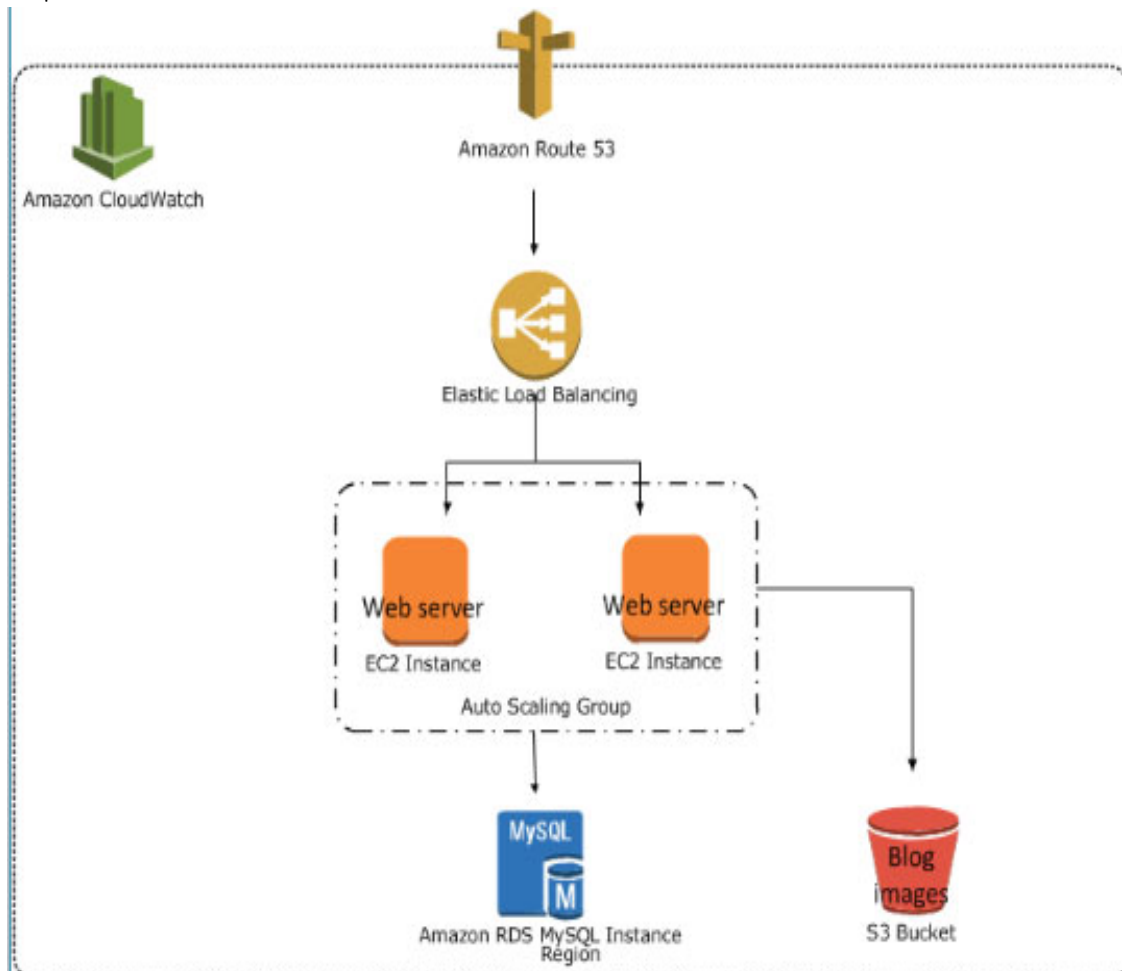 Amazon Route 53
Amazon CloudWatch
Elastic Load Balancing
Web server
EC2 Instance
Web server
EC2 Instance
Auto Scaling Group
MySQL
M
Amazon RDS MySQL Instance
Region
Blog
images
S3 Bucket